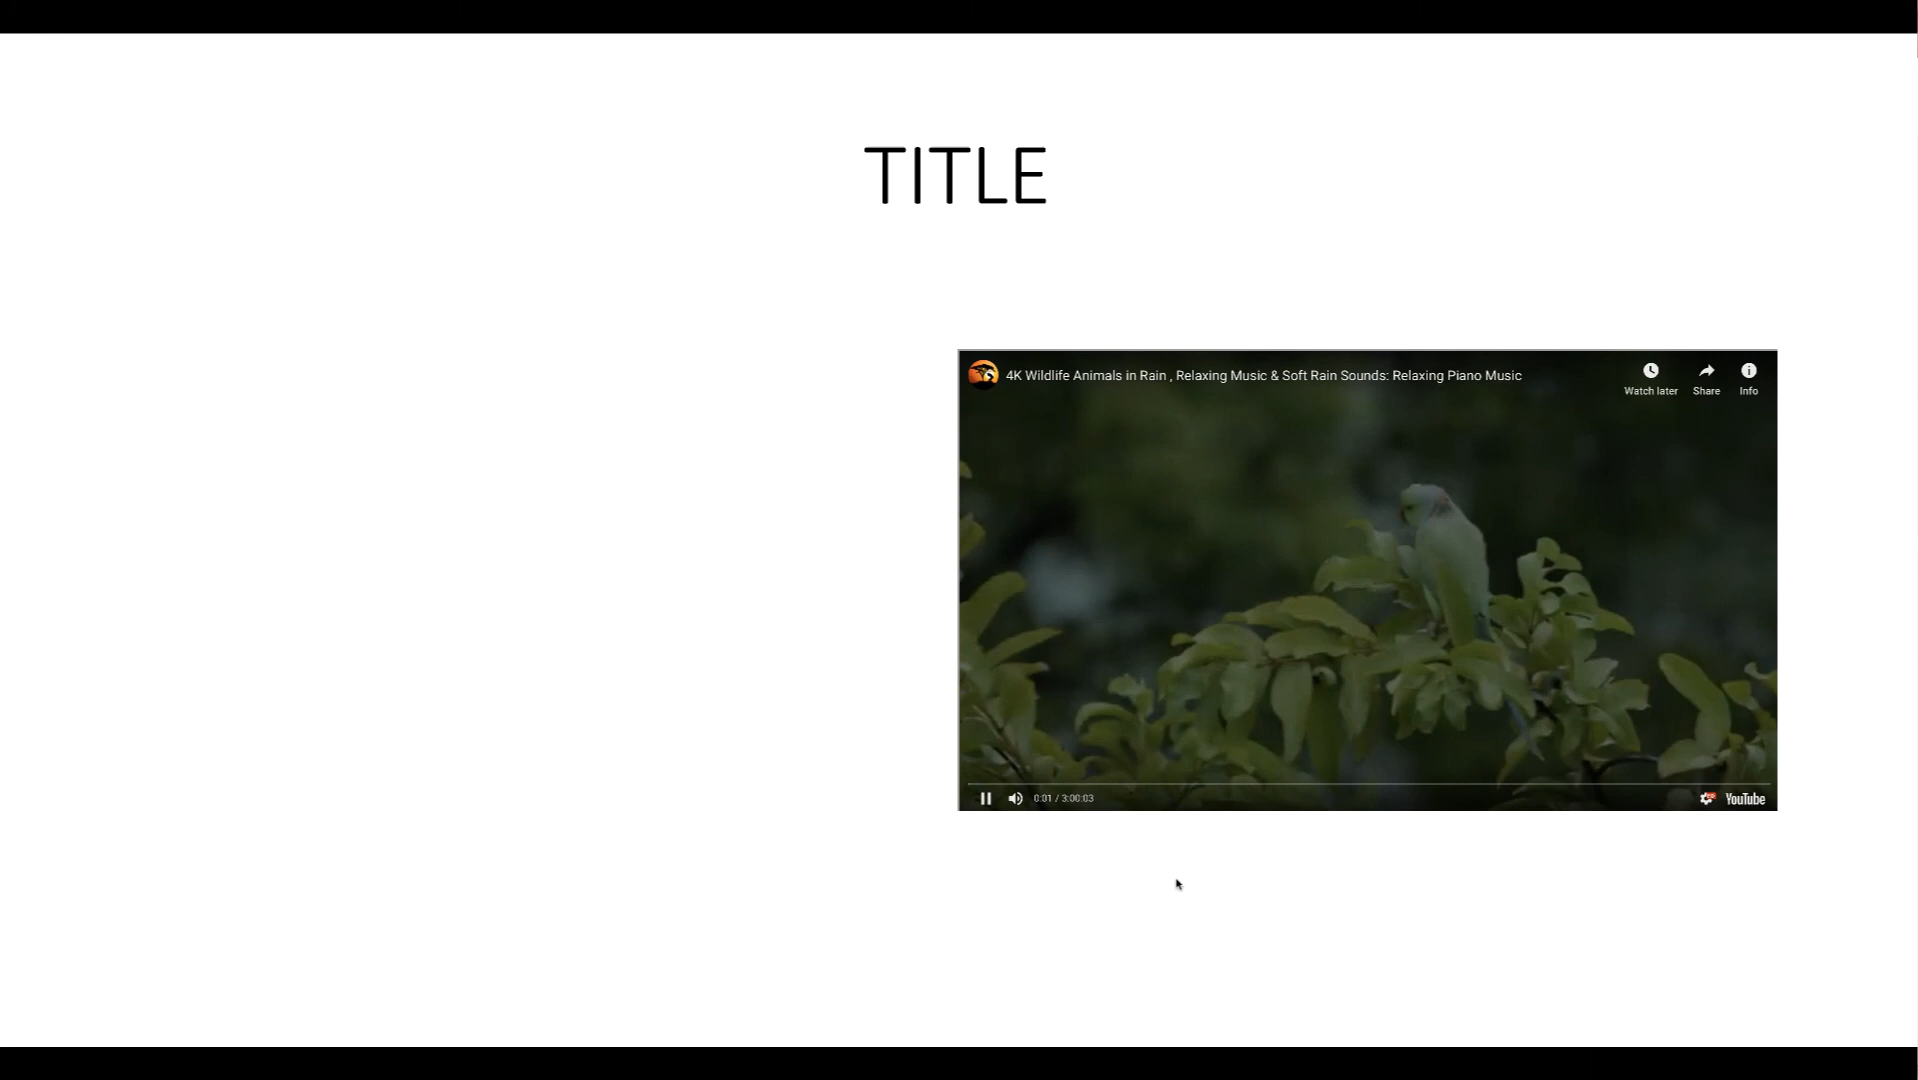 TITLE
4K Wildlife Animals in Rain , Relaxing Music & Soft Rain Sounds: Relaxing Piano Music
Watch later
Share
Info
0:01 / 3:00:03
YouTube